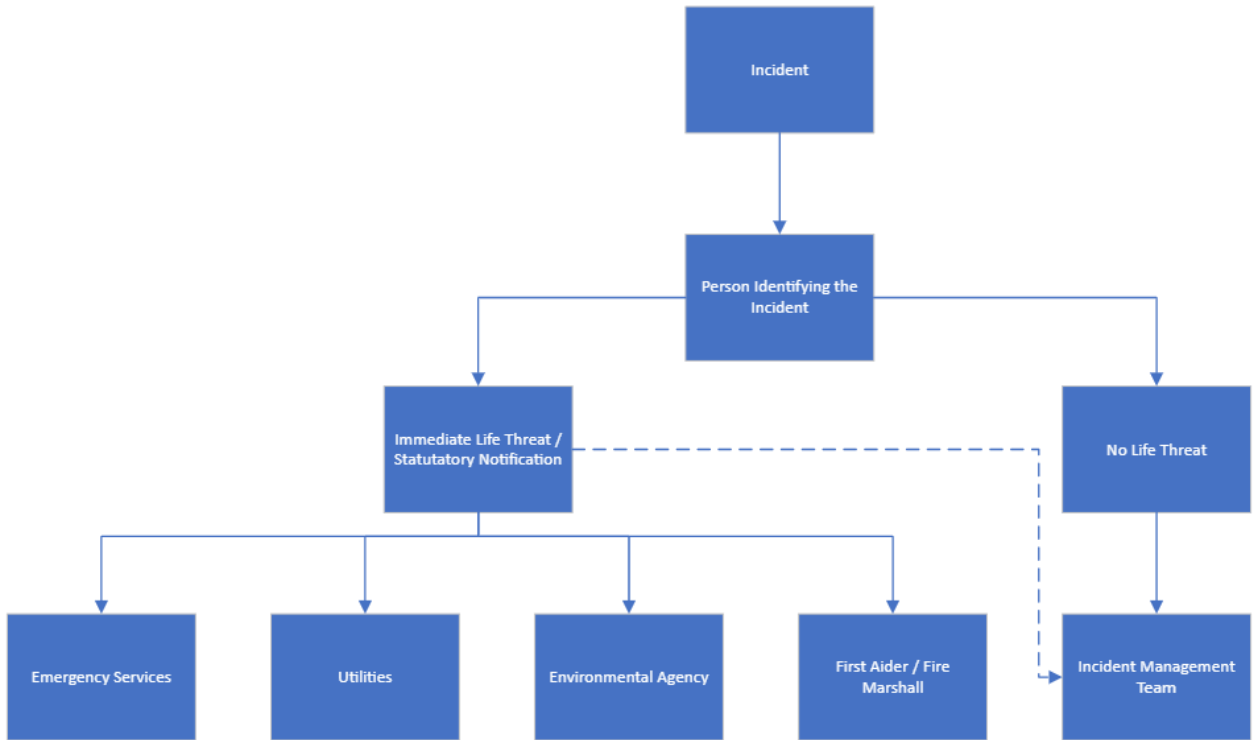 Incident
Person Identifying the
Incident
Immediate Life Threat /
Statutatory Notification
No Life Threat
Emergency Services
Utilities
Environmental Agency
First Aider / Fire
Marshall
Incident Management
Team